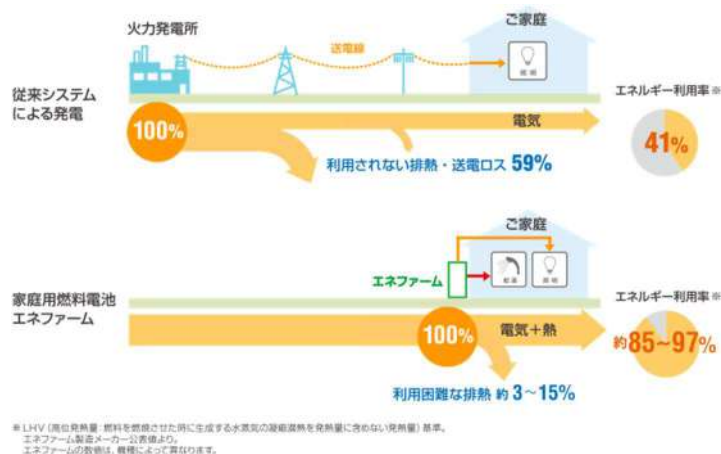 火力発電所
ご家庭
送電線
照明
従来システム
による発電
100%
電気
利用されない排熱・送電ロス 59%
エネルギー利用率※
41%
ご家庭
エネファーム
給湯
照明
家庭用燃料電池
エネファーム
100%
電気+熱
利用困難な排熱 約 3~15%
エネルギー利用率※
約85~97%
※LHV(高位発熱量:燃料を燃焼させた時に生成する水蒸気の凝縮潜熱を発熱量に含めない発熱量)基準。
エネファーム製造メーカー公表値より。
エネファームの数値は、機種によって異なります。